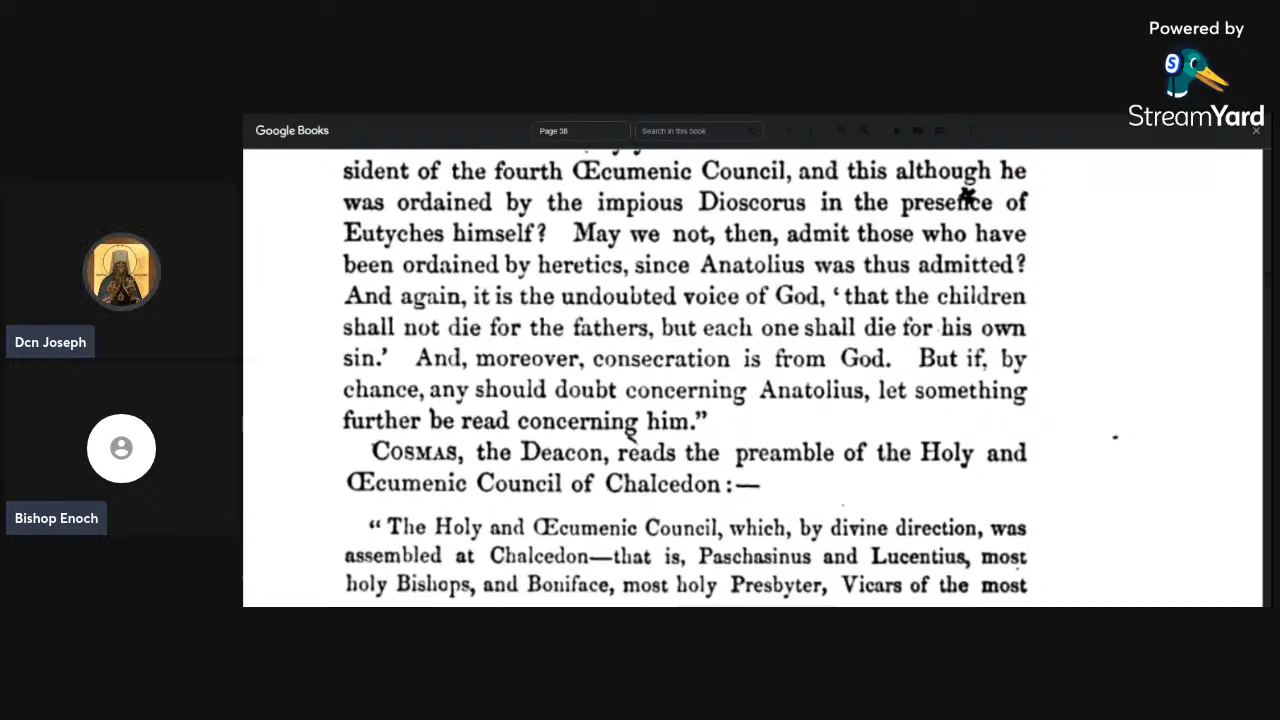 Powered by
StreamYard
Google Books
Page 38
Search in this book
sident of the fourth Œcumenic Council, and this although he
was ordained by the impious Dioscorus in the presence of
Eutyches himself? May we not, then, admit those who have
been ordained by heretics, since Anatolius was thus admitted?
And again, it is the undoubted voice of God, ‘that the children
shall not die for the fathers, but each one shall die for his own
sin.’ And, moreover, consecration is from God. But if, by
chance, any should doubt concerning Anatolius, let something
further be read concerning him.”
COSMAS, the Deacon, reads the preamble of the Holy and
Œcumenic Council of Chalcedon :—
“ The Holy and Œcumenic Council, which, by divine direction, was
assembled at Chalcedon—that is, Paschasinus and Lucentius, most
holy Bishops, and Boniface, most holy Presbyter, Vicars of the most
Dcn Joseph
Bishop Enoch